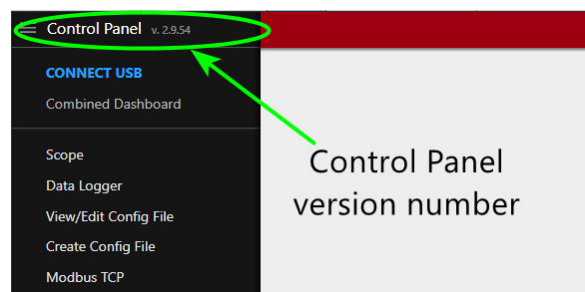 Control Panel v. 2.9.54
CONNECT USB
Combined Dashboard
Scope
Data Logger
View/Edit Config File
Create Config File
Modbus TCP
Control Panel
version number